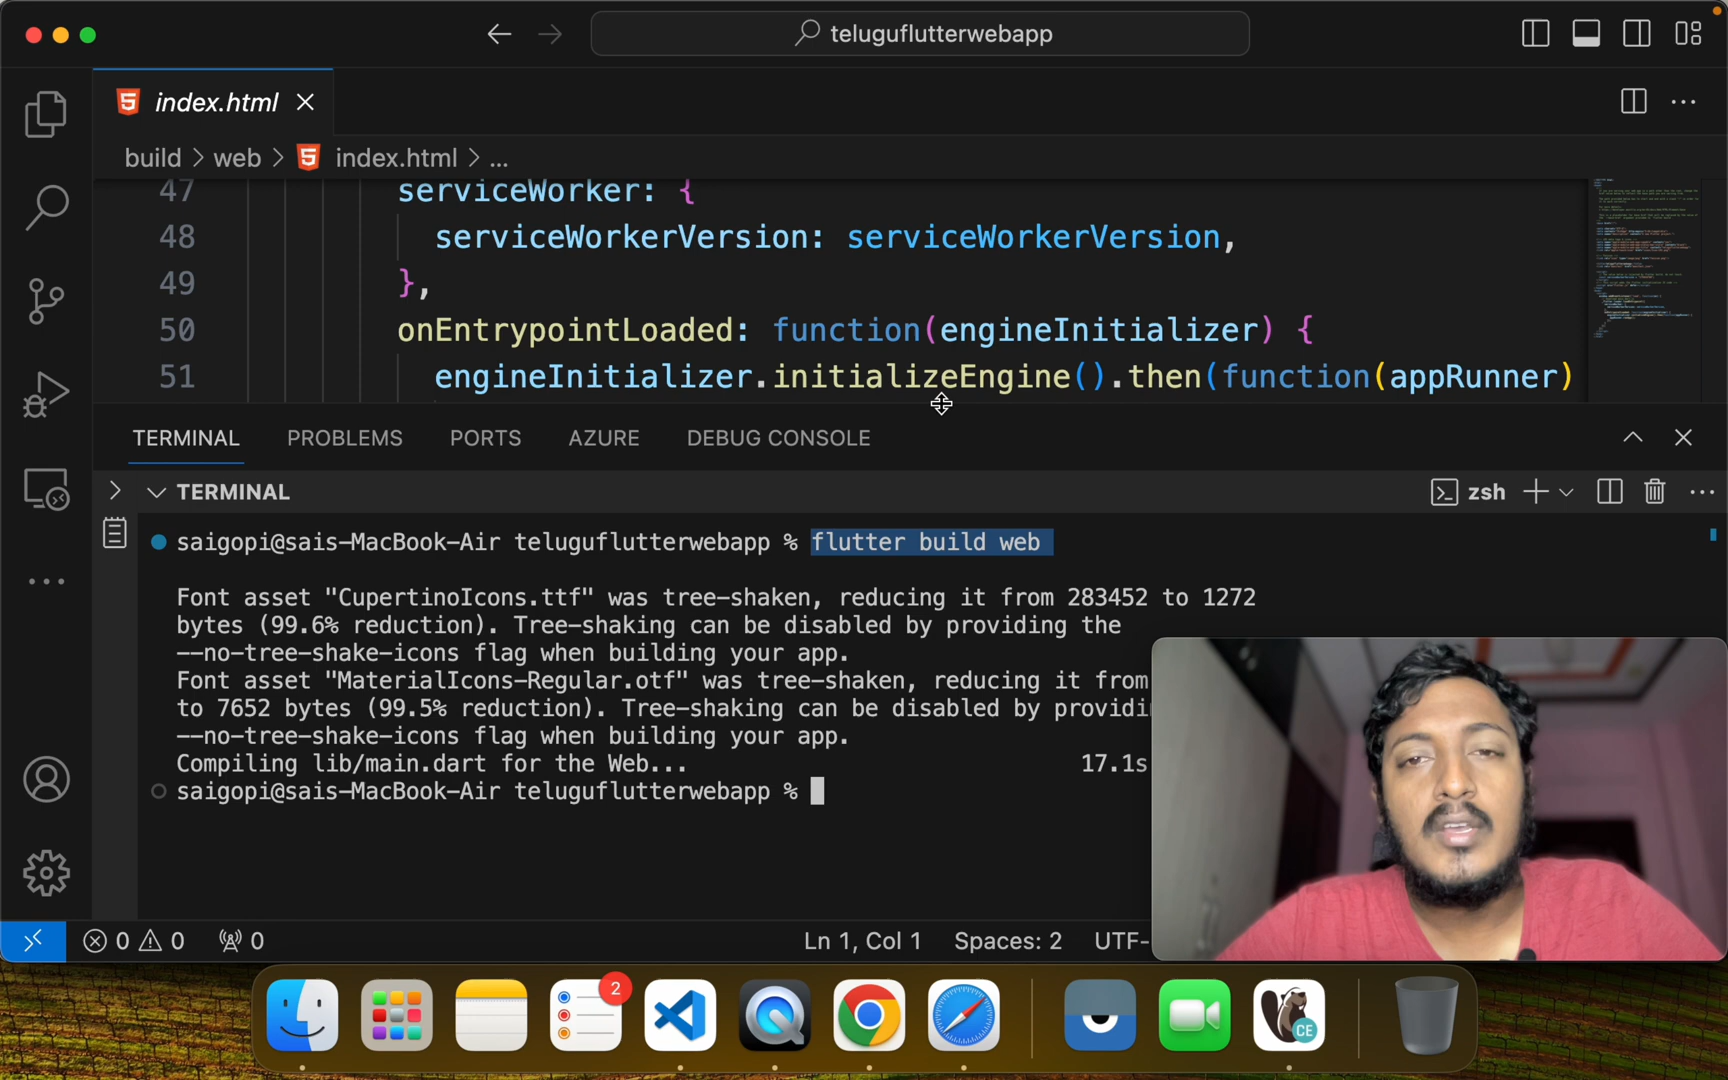 teluguflutterwebapp
index.html
build > web > index.html > ...
47 serviceWorker: {
48 serviceWorkerVersion: serviceWorkerVersion,
49 },
50 onEntrypointLoaded: function(engineInitializer) {
51 engineInitializer.initializeEngine().then(function(appRunner)
TERMINAL PROBLEMS PORTS AZURE DEBUG CONSOLE
TERMINAL
zsh
saigopi@sais-MacBook-Air teluguflutterwebapp % flutter build web
Font asset "CupertinoIcons.ttf" was tree-shaken, reducing it from 283452 to 1272
bytes (99.6% reduction). Tree-shaking can be disabled by providing the
--no-tree-shake-icons flag when building your app.
Font asset "MaterialIcons-Regular.otf" was tree-shaken, reducing it from
to 7652 bytes (99.5% reduction). Tree-shaking can be disabled by providi
--no-tree-shake-icons flag when building your app.
Compiling lib/main.dart for the Web... 17.1s
saigopi@sais-MacBook-Air teluguflutterwebapp %
0 0 0 Ln 1, Col 1 Spaces: 2 UTF-
2
CE